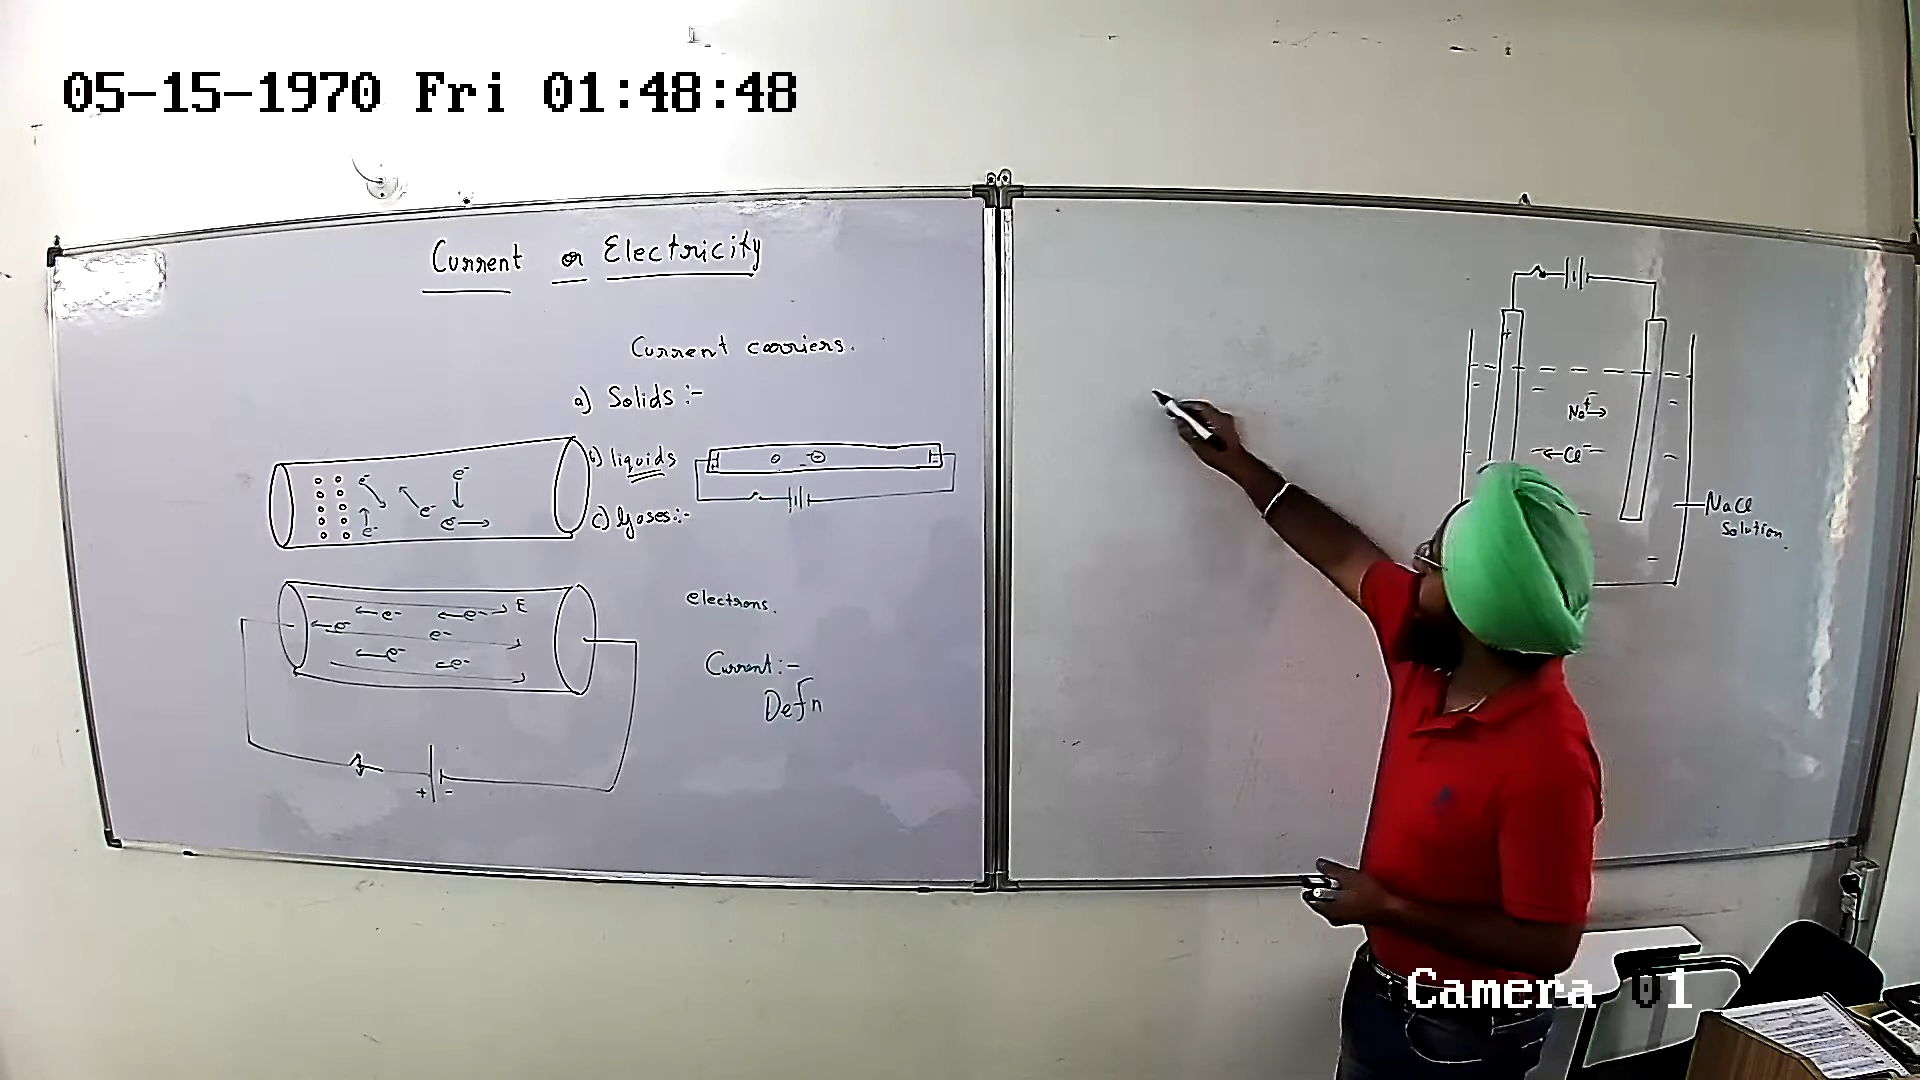 05-15-1970 Fri 01:48:48
Current or Electricity
Current carriers.
a) Solids :-
b) liquids
c) Gases:-
e- e- e- e- e-
E
e- e-
e- e-
e- e-
+ -
electrons.
Current:-
Defn
+
Na+
Cl-
NaCl
Solution.
Camera 01